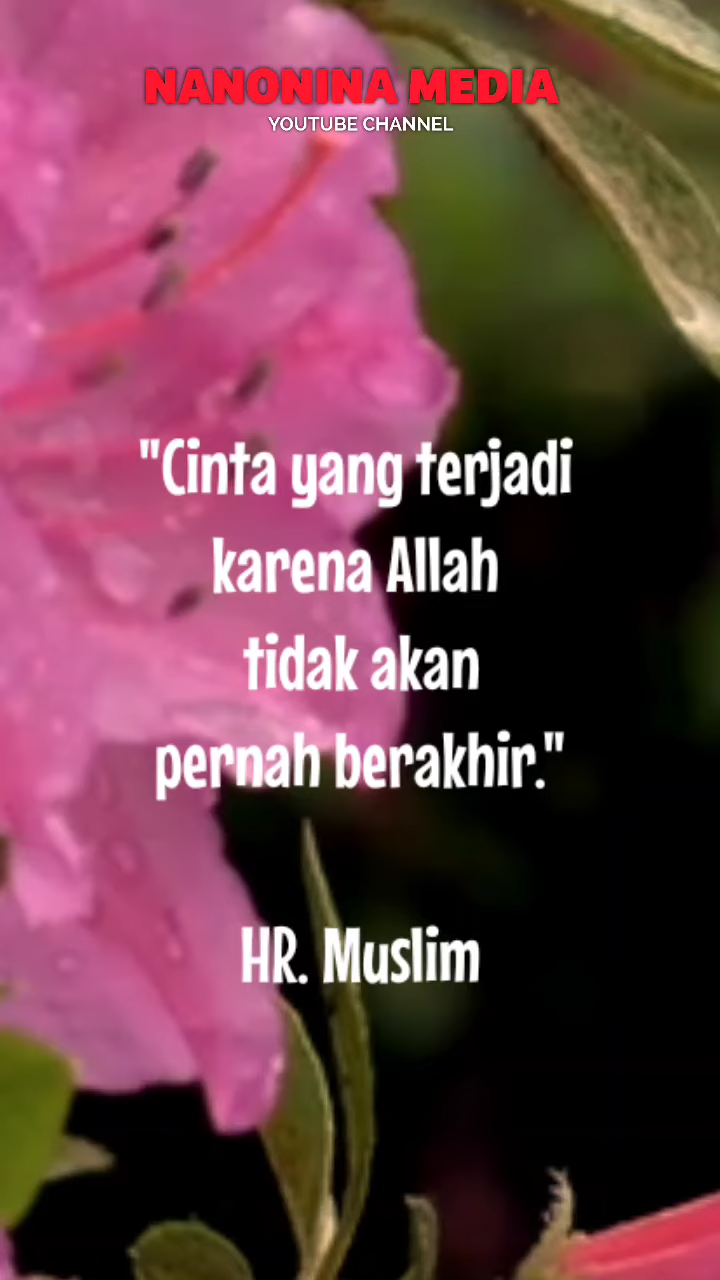 NANONINA MEDIA
YOUTUBE CHANNEL
"Cinta yang terjadi
karena Allah
tidak akan
pernah berakhir."
HR. Muslim